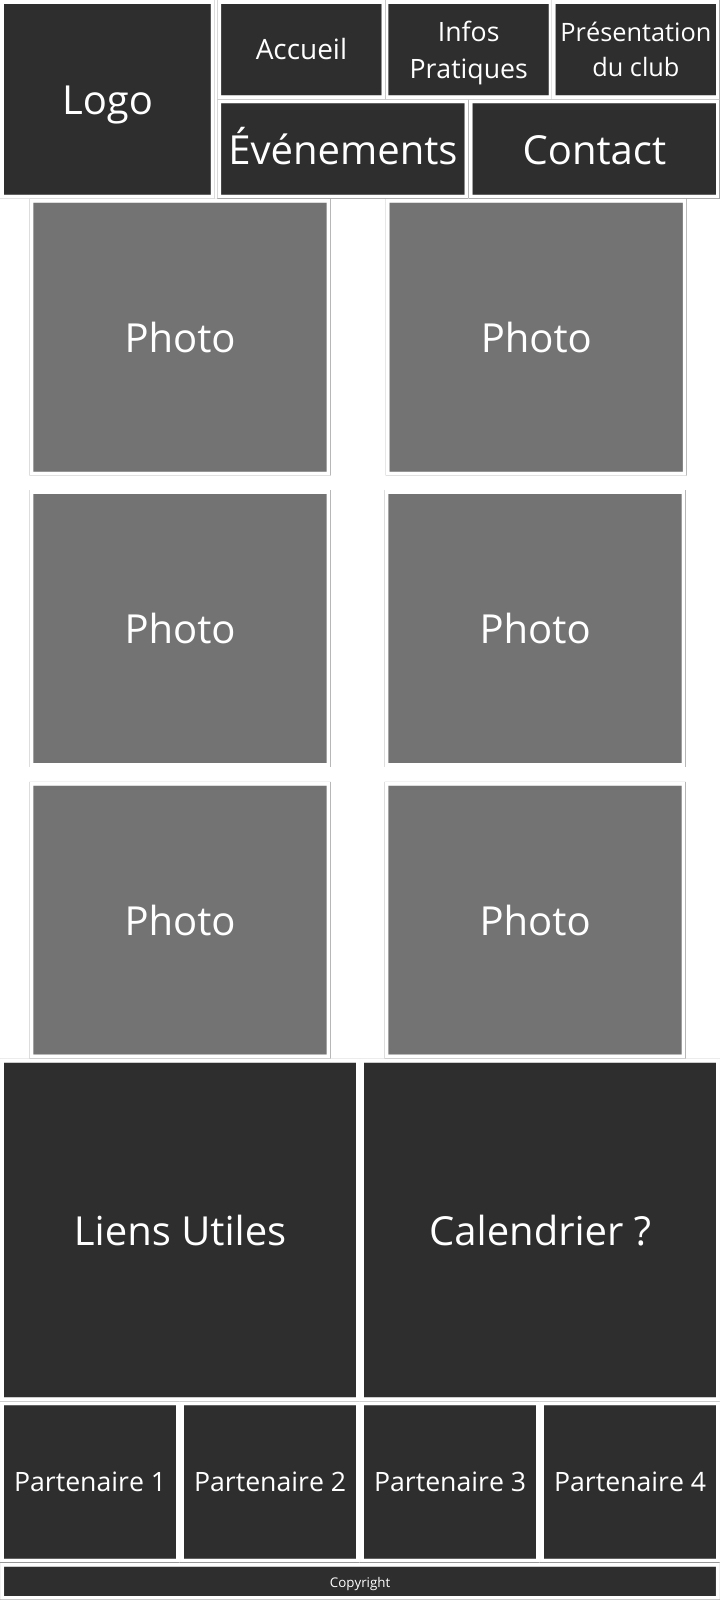 Logo
Accueil
Infos
Pratiques
Présentation
du club
Événements
Contact
Photo
Photo
Photo
Photo
Photo
Photo
Liens Utiles
Calendrier ?
Partenaire 1
Partenaire 2
Partenaire 3
Partenaire 4
Copyright